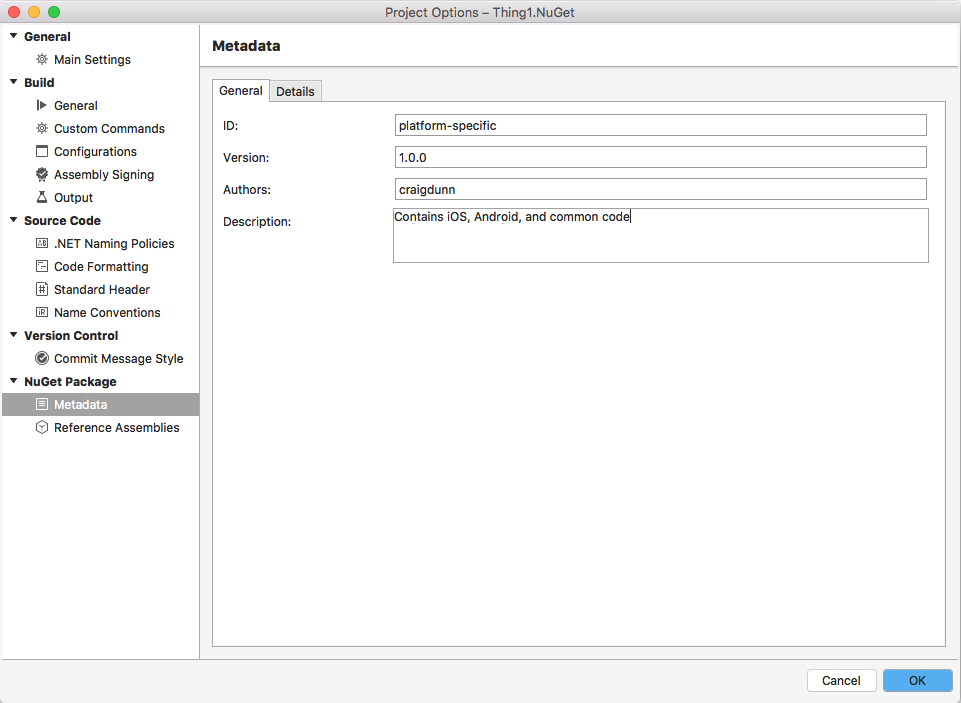 Project Options – Thing1.NuGet
General
Main Settings
Build
General
Custom Commands
Configurations
Assembly Signing
Output
Source Code
.NET Naming Policies
Code Formatting
Standard Header
Name Conventions
Version Control
Commit Message Style
NuGet Package
Metadata
Reference Assemblies
Metadata
General Details
ID: platform-specific
Version: 1.0.0
Authors: craigdunn
Description: Contains iOS, Android, and common code
Cancel OK